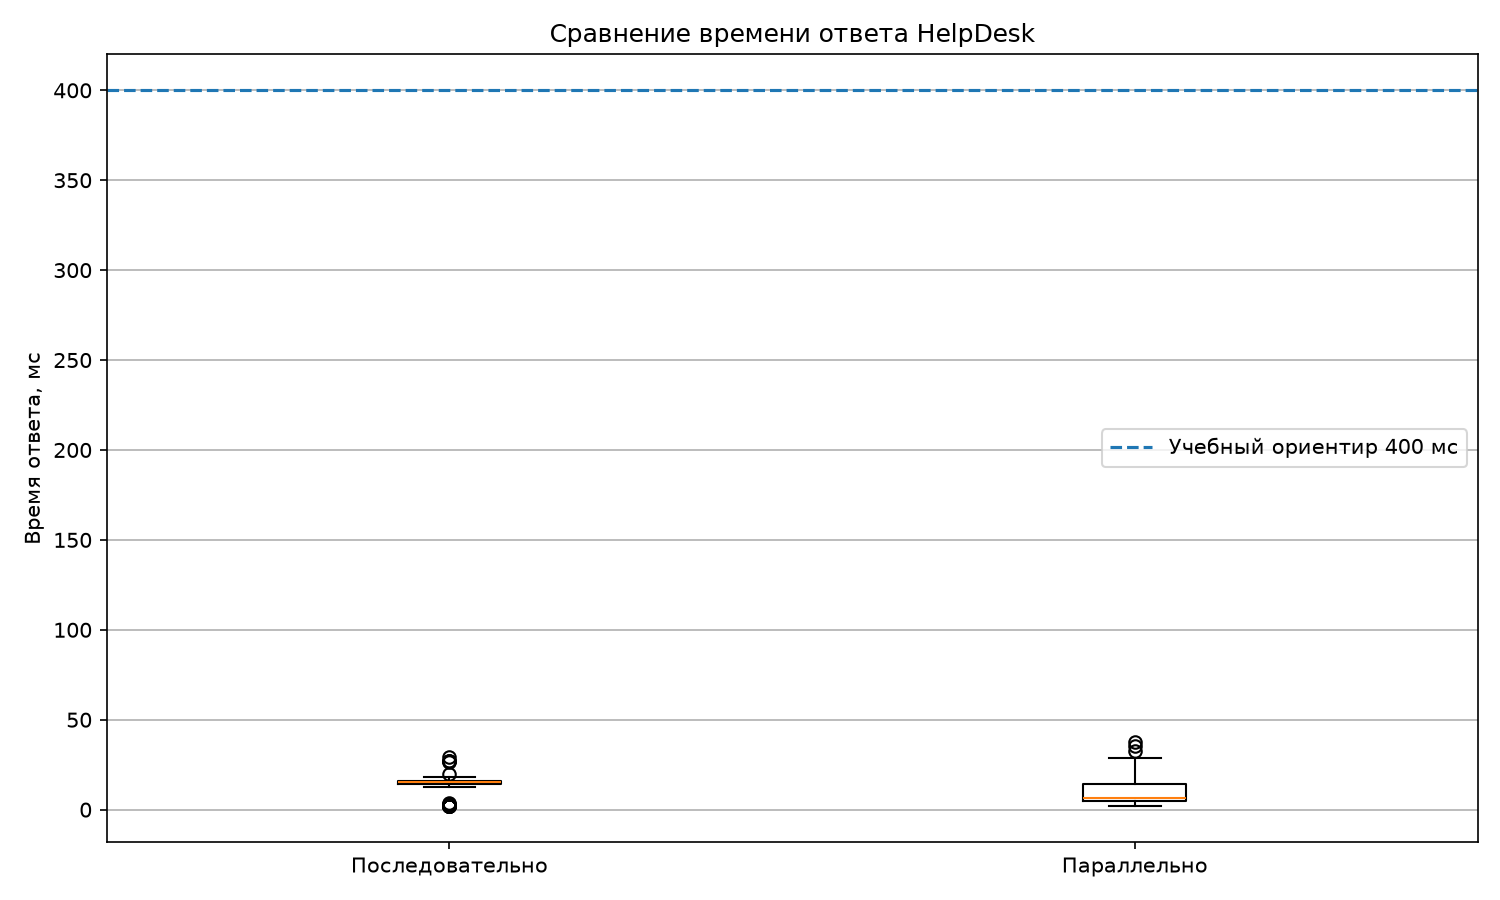 Сравнение времени ответа HelpDesk
Время ответа, мс
400
350
300
250
200
150
100
50
0
Учебный ориентир 400 мс
Последовательно
Параллельно